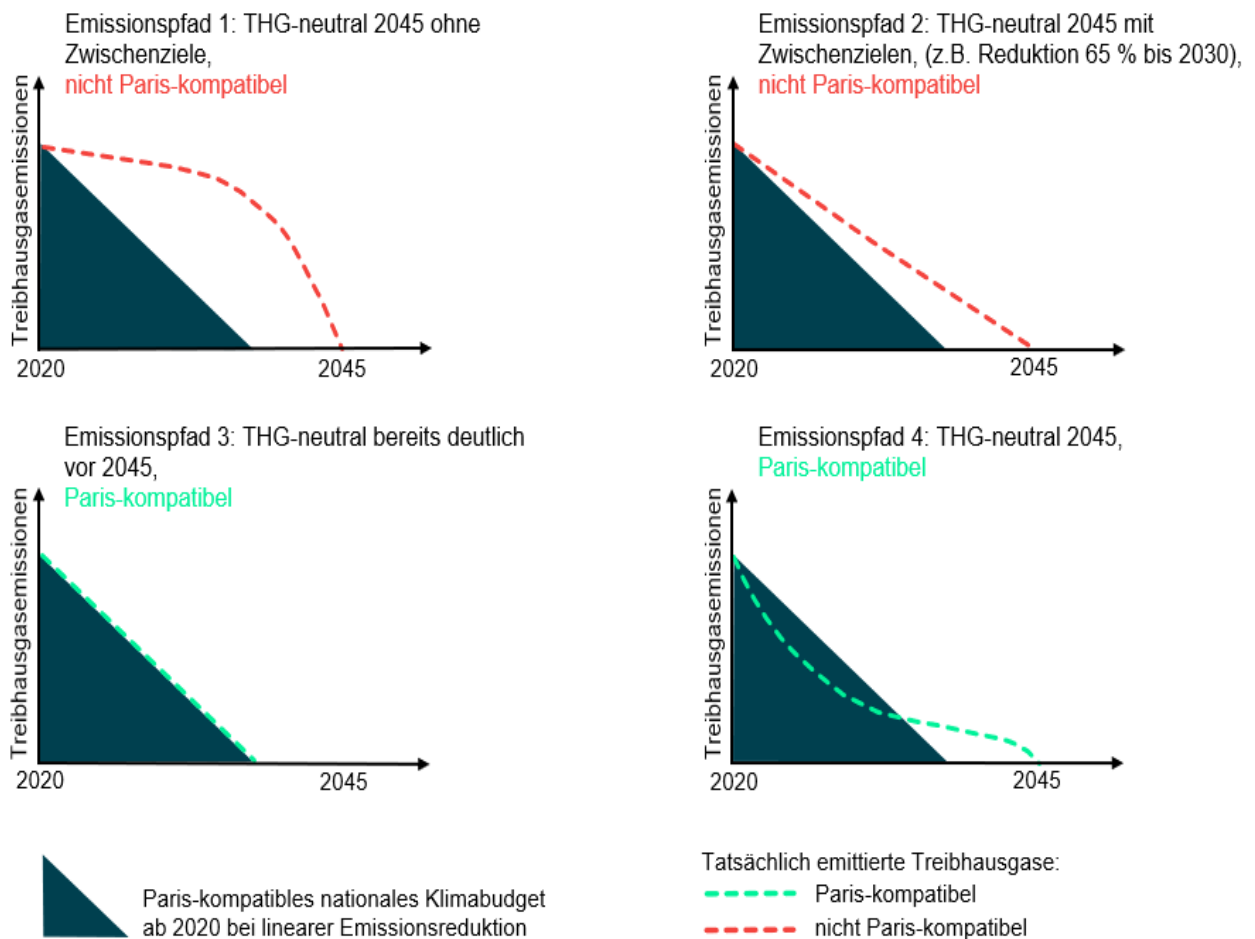 Emissionspfad 1: THG-neutral 2045 ohne
Zwischenziele,
nicht Paris-kompatibel
Treibhausgasemissionen
2020
2045
Emissionspfad 2: THG-neutral 2045 mit
Zwischenzielen, (z.B. Reduktion 65 % bis 2030),
nicht Paris-kompatibel
Treibhausgasemissionen
2020
2045
Emissionspfad 3: THG-neutral bereits deutlich
vor 2045,
Paris-kompatibel
Treibhausgasemissionen
2020
2045
Emissionspfad 4: THG-neutral 2045,
Paris-kompatibel
Treibhausgasemissionen
2020
2045
Paris-kompatibles nationales Klimabudget
ab 2020 bei linearer Emissionsreduktion
Tatsächlich emittierte Treibhausgase:
Paris-kompatibel
nicht Paris-kompatibel